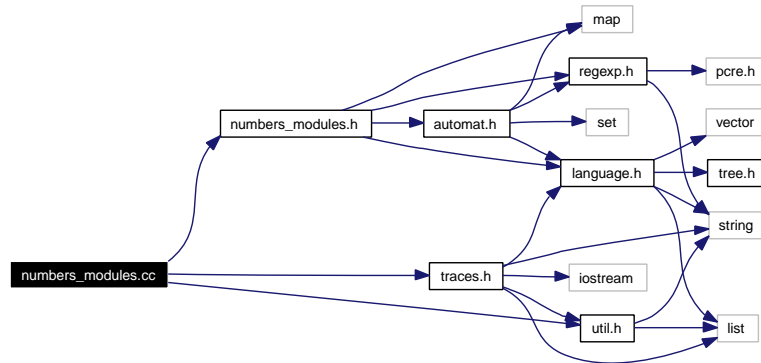 map
regexp.h
pcre.h
numbers_modules.h
automat.h
set
vector
language.h
tree.h
string
numbers_modules.cc
traces.h
iostream
util.h
list